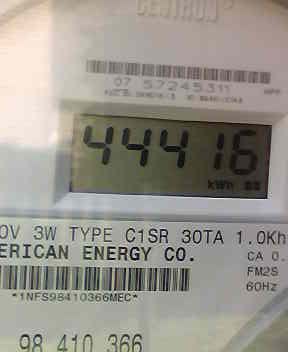 CENTRON®
07 57245311
44416
kWh
0V 3W TYPE C1SR 30TA 1.0Kh
ERICAN ENERGY CO.
CA 0.
FM2S
60Hz
*1NFS98410366MEC*
98 410 366